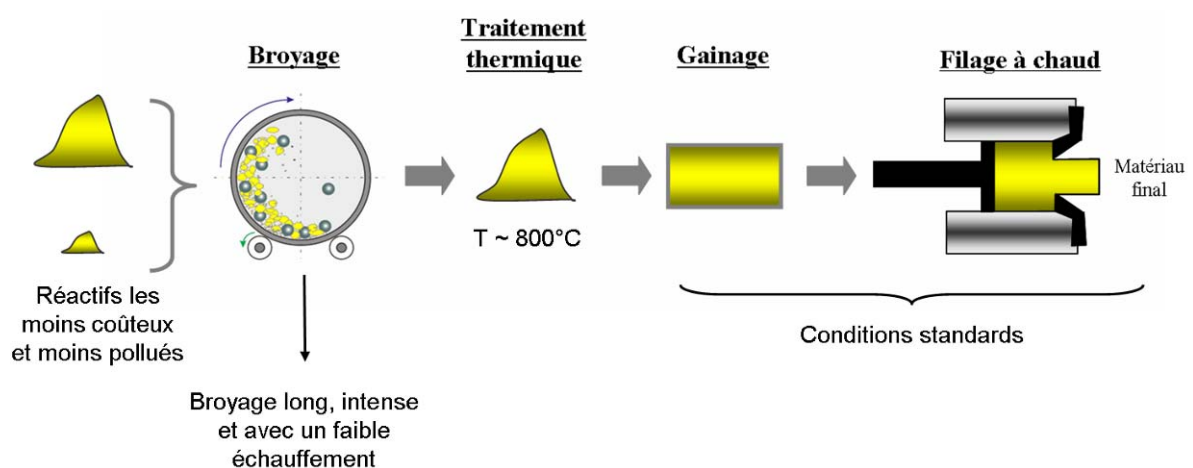 Broyage
Traitement
thermique
Gainage
Filage à chaud
Matériau
final
T ~ 800°C
Réactifs les
moins coûteux
et moins pollués
Conditions standards
Broyage long, intense
et avec un faible
échauffement